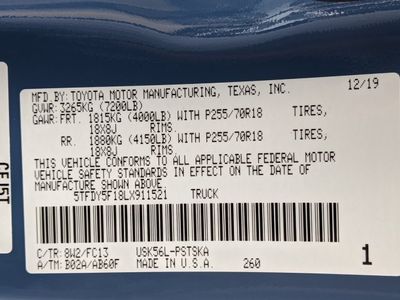 MFD BY: TOYOTA MOTOR MANUFACTURING, TEXAS, INC. 12/19
GVWR: 3265KG (7200LB)
GAWR: FRT. 1815KG (4000LB) WITH P255/70R18 TIRES,
18X8J RIMS.
RR. 1880KG (4150LB) WITH P255/70R18 TIRES,
18X8J RIMS.
THIS VEHICLE CONFORMS TO ALL APPLICABLE FEDERAL MOTOR
VEHICLE SAFETY STANDARDS IN EFFECT ON THE DATE OF
MANUFACTURE SHOWN ABOVE.
5TFDY5F18LX911521 TRUCK
C/TR: 8W2/FC13 USK56L-PSTSKA
A/TM: B02A/AB60F MADE IN U.S.A. 260 1
CE15T